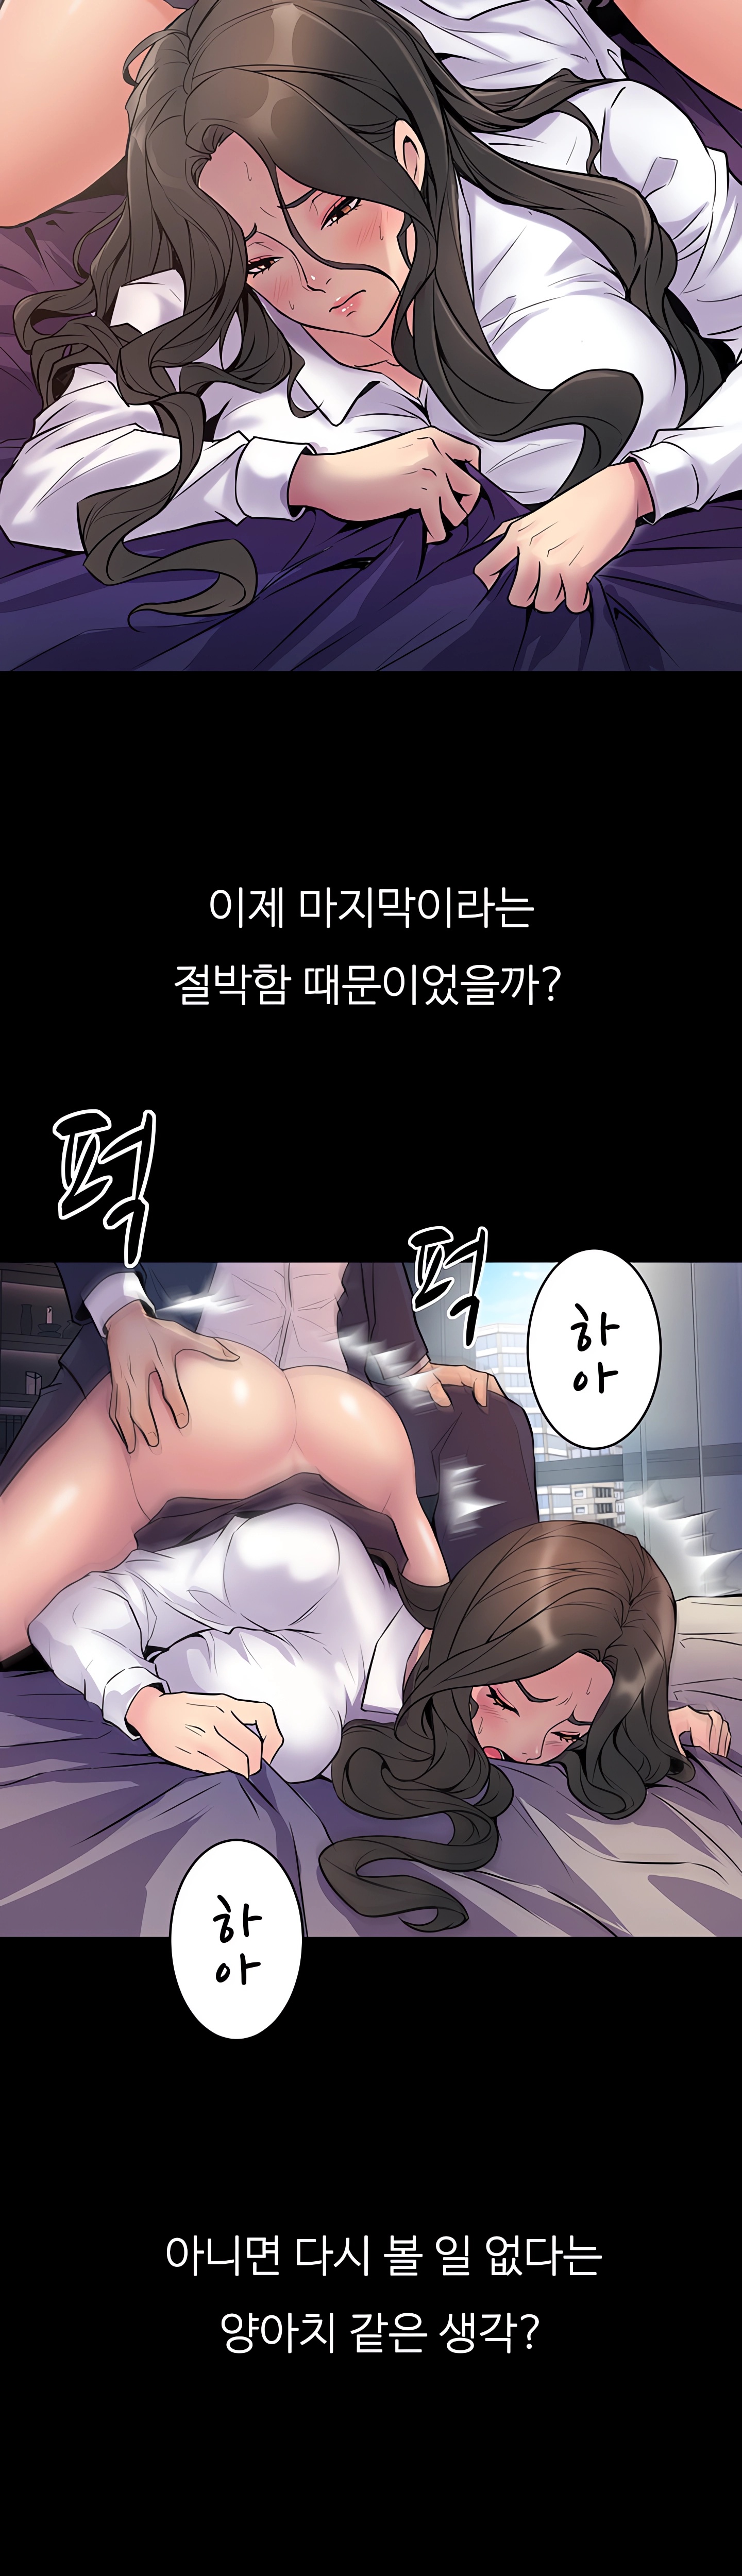 이제 마지막이라는
절박함 때문이었을까?
퍽
퍽
하
아
하
아
아니면 다시 볼 일 없다는
양아치 같은 생각?